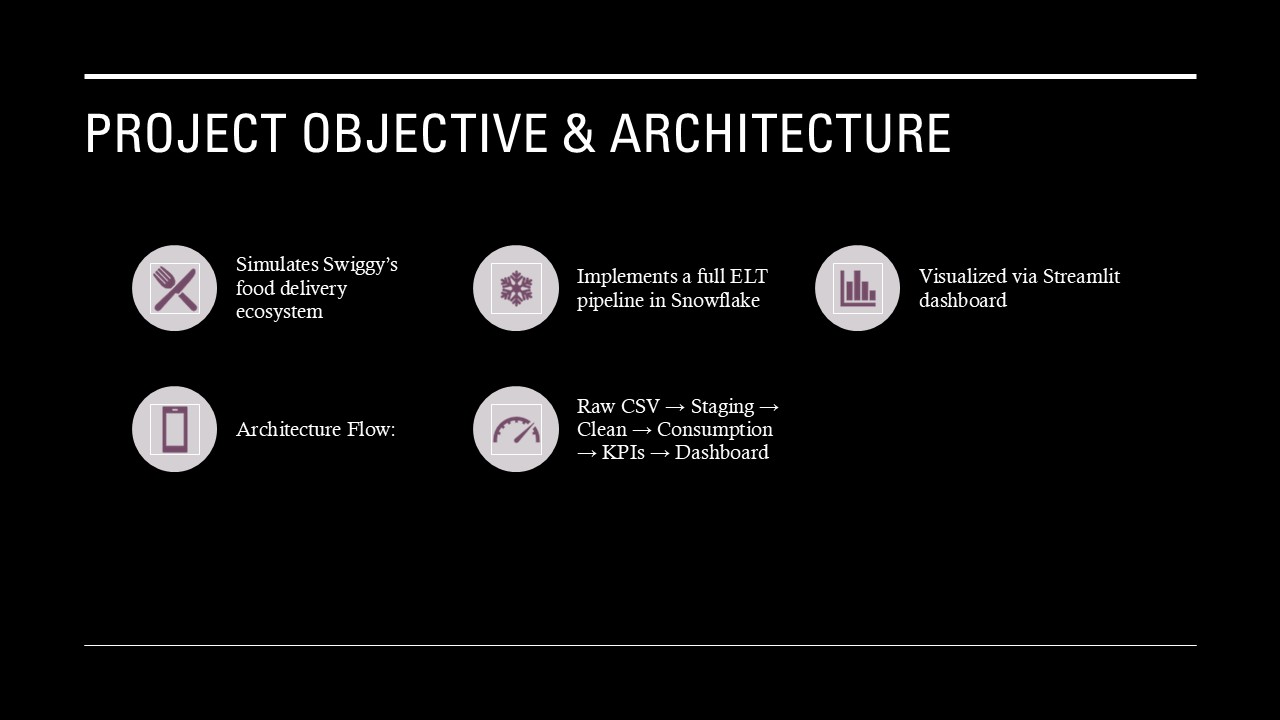 PROJECT OBJECTIVE & ARCHITECTURE
Simulates Swiggy’s
food delivery
ecosystem
Implements a full ELT
pipeline in Snowflake
Visualized via Streamlit
dashboard
Architecture Flow:
Raw CSV → Staging →
Clean → Consumption
→ KPIs → Dashboard